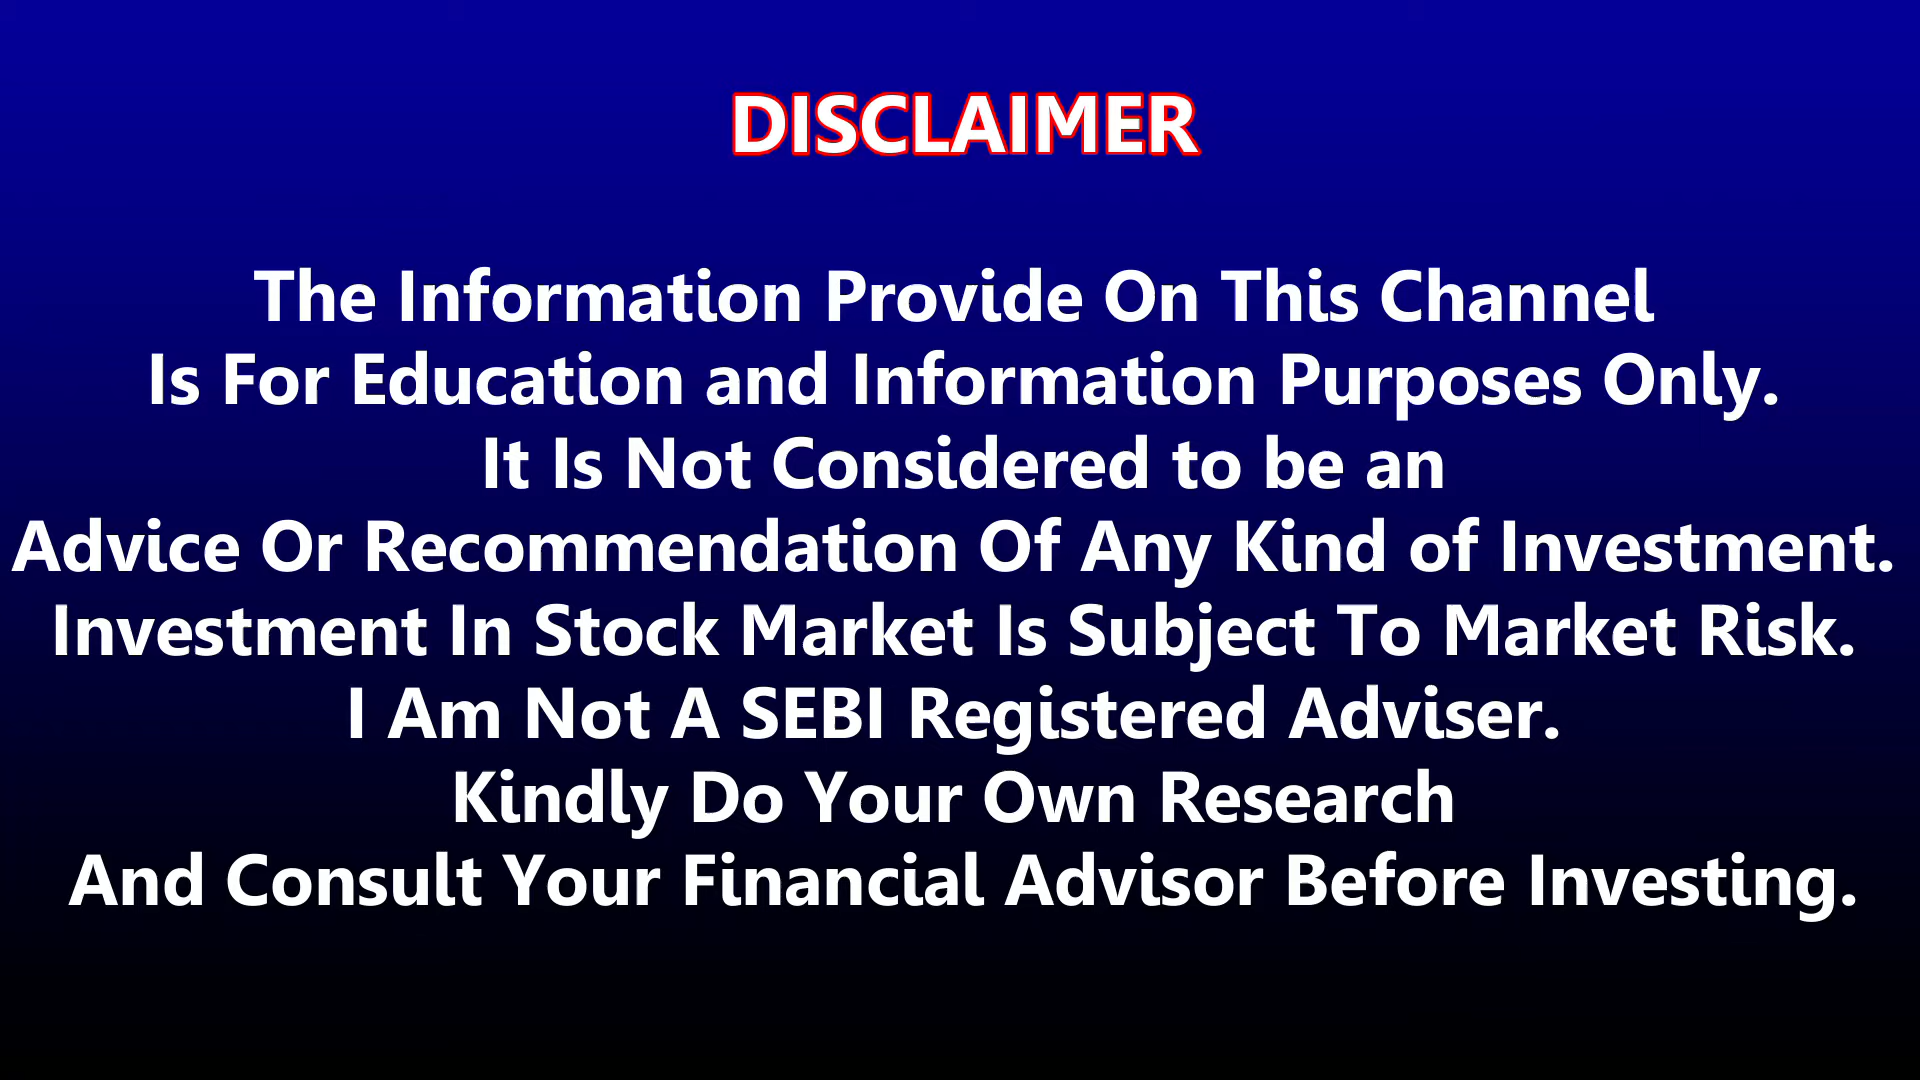 DISCLAIMER
The Information Provide On This Channel
Is For Education and Information Purposes Only.
It Is Not Considered to be an
Advice Or Recommendation Of Any Kind of Investment.
Investment In Stock Market Is Subject To Market Risk.
I Am Not A SEBI Registered Adviser.
Kindly Do Your Own Research
And Consult Your Financial Advisor Before Investing.